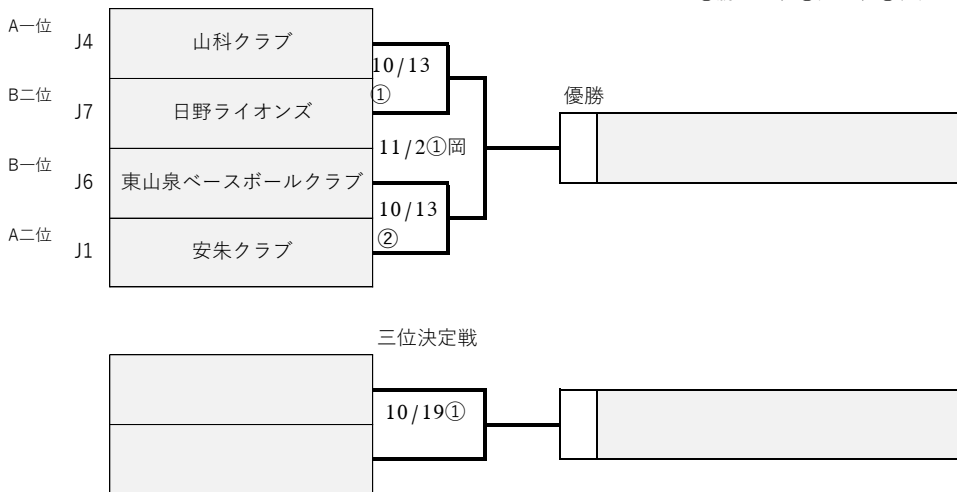 A一位 J4 山科クラブ
10/13
①
B二位 J7 日野ライオンズ
優勝
11/2①岡
B一位 J6 東山泉ベースボールクラブ
10/13
②
A二位 J1 安朱クラブ
三位決定戦
10/19①